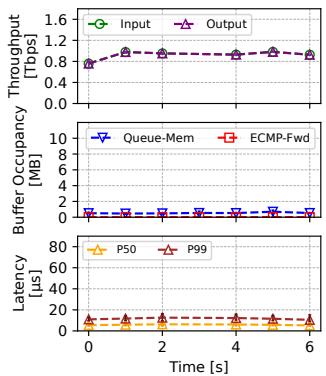 Throughput
[Tbps]
1.6
1.2
0.8
0.4
0.0
Input
Output
Buffer Occupancy
[MB]
10
8
6
4
2
0
Queue-Mem
ECMP-Fwd
Latency
[µs]
80
60
40
20
0
P50
P99
0
2
4
6
Time [s]